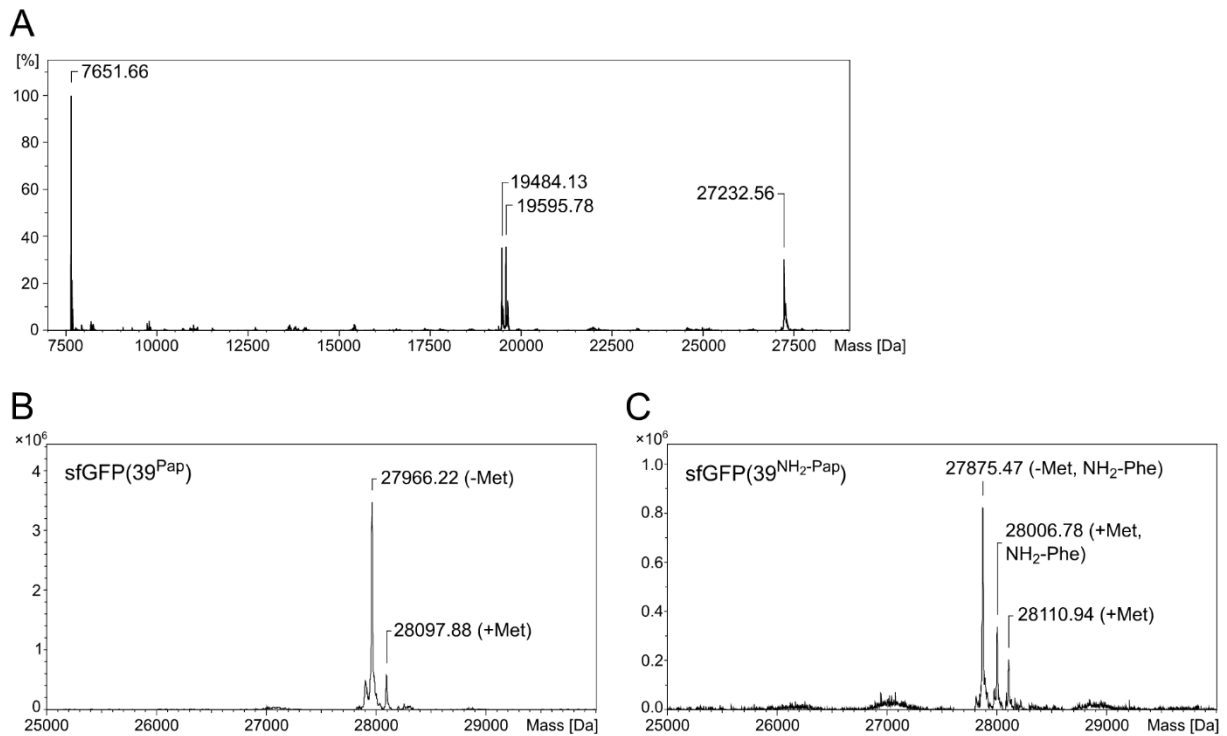 A
[%]
100
80
60
40
20
0
7651.66
19484.13
19595.78
27232.56
7500 10000 12500 15000 17500 20000 22500 25000 27500 Mass [Da]
B
×10⁶
sfGFP(39ᴾᵃᵖ)
4
3
2
1
0
27966.22 (-Met)
28097.88 (+Met)
25000 26000 27000 28000 29000 Mass [Da]
C
×10⁶
sfGFP(39^NH₂-Pap)
1.0
0.8
0.6
0.4
0.2
0.0
27875.47 (-Met, NH₂-Phe)
28006.78 (+Met,
NH₂-Phe)
28110.94 (+Met)
25000 26000 27000 28000 29000 Mass [Da]